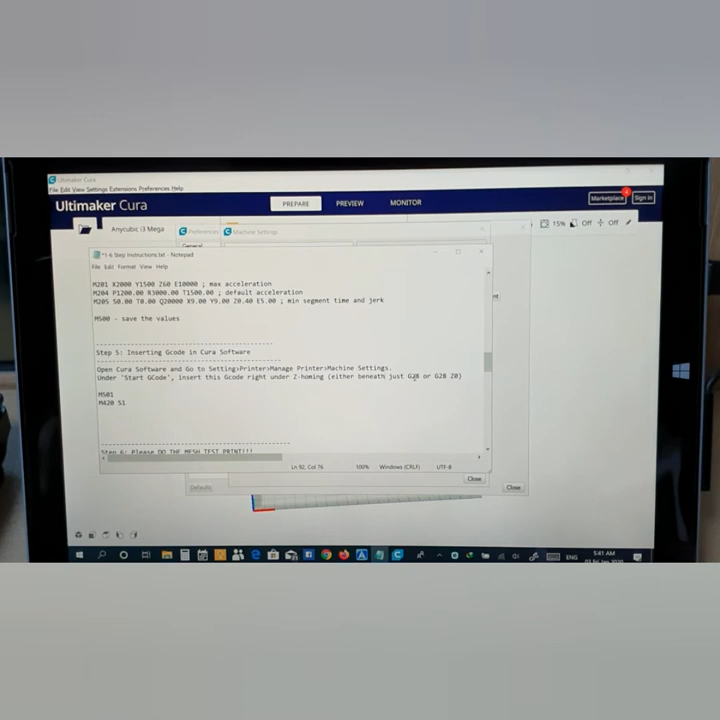 Ultimaker Cura
File Edit View Settings Extensions Preferences Help
Ultimaker Cura
PREPARE
PREVIEW
MONITOR
Marketplace
4
Sign in
Anycubic i3 Mega
Preferences
Machine Settings
15%
Off
Off
General
*1-6 Step Instructions.txt - Notepad
File Edit Format View Help
M201 X2000 Y1500 Z60 E10000 ; max acceleration
M204 P1200.00 R3000.00 T1500.00 ; default acceleration
M205 S0.00 T0.00 Q20000 X9.00 Y9.00 Z0.40 E5.00 ; min segment time and jerk
M500 - save the values
-------------------------------------------
Step 5: Inserting Gcode in Cura Software
-------------------------------------------
Open Cura Software and Go to Setting>Printer>Manage Printer>Machine Settings.
Under 'Start GCode', insert this Gcode right under Z-homing (either beneath just G28 or G28 Z0)
M501
M420 S1
-------------------------------------------
Step 6: Please DO THE MESH TEST PRINT!!!
Ln 92, Col 76
100%
Windows (CRLF)
UTF-8
Close
Defaults
Close
ENG
5:41 AM